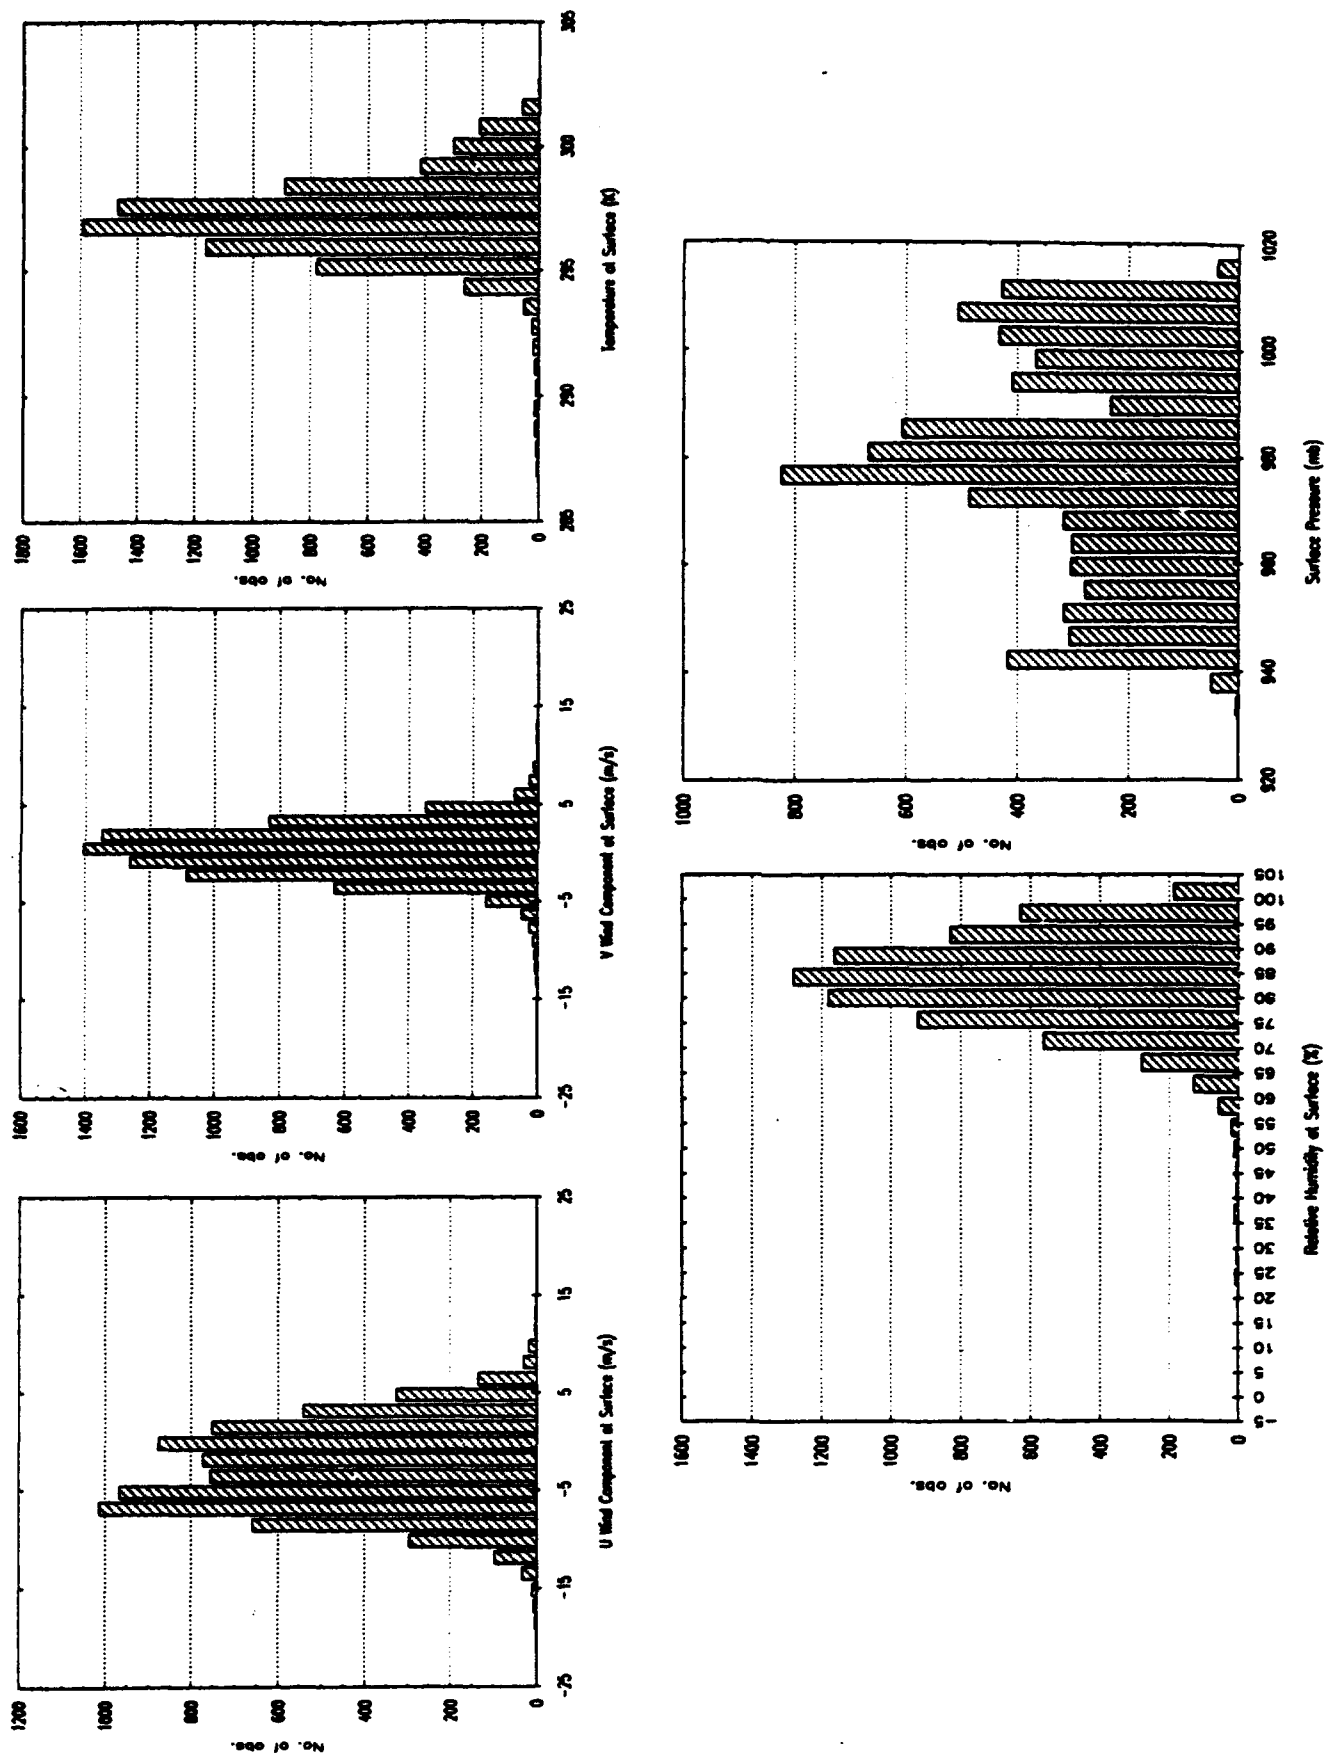 No. of obs.
1200
1000
800
600
400
200
0
-25 -15 -5 5 15 25
U Wind Component at Surface (m/s)
No. of obs.
1600
1400
1200
1000
800
600
400
200
0
-25 -15 -5 5 15 25
V Wind Component at Surface (m/s)
No. of obs.
1800
1600
1400
1200
1000
800
600
400
200
0
285 290 295 300 305
Temperature at Surface (K)
No. of obs.
1600
1400
1200
1000
800
600
400
200
0
-5 0 5 10 15 20 25 30 35 40 45 50 55 60 65 70 75 80 85 90 95 100 105
Relative Humidity at Surface (%)
No. of obs.
1000
800
600
400
200
0
920 940 960 980 1000 1020
Surface Pressure (mb)